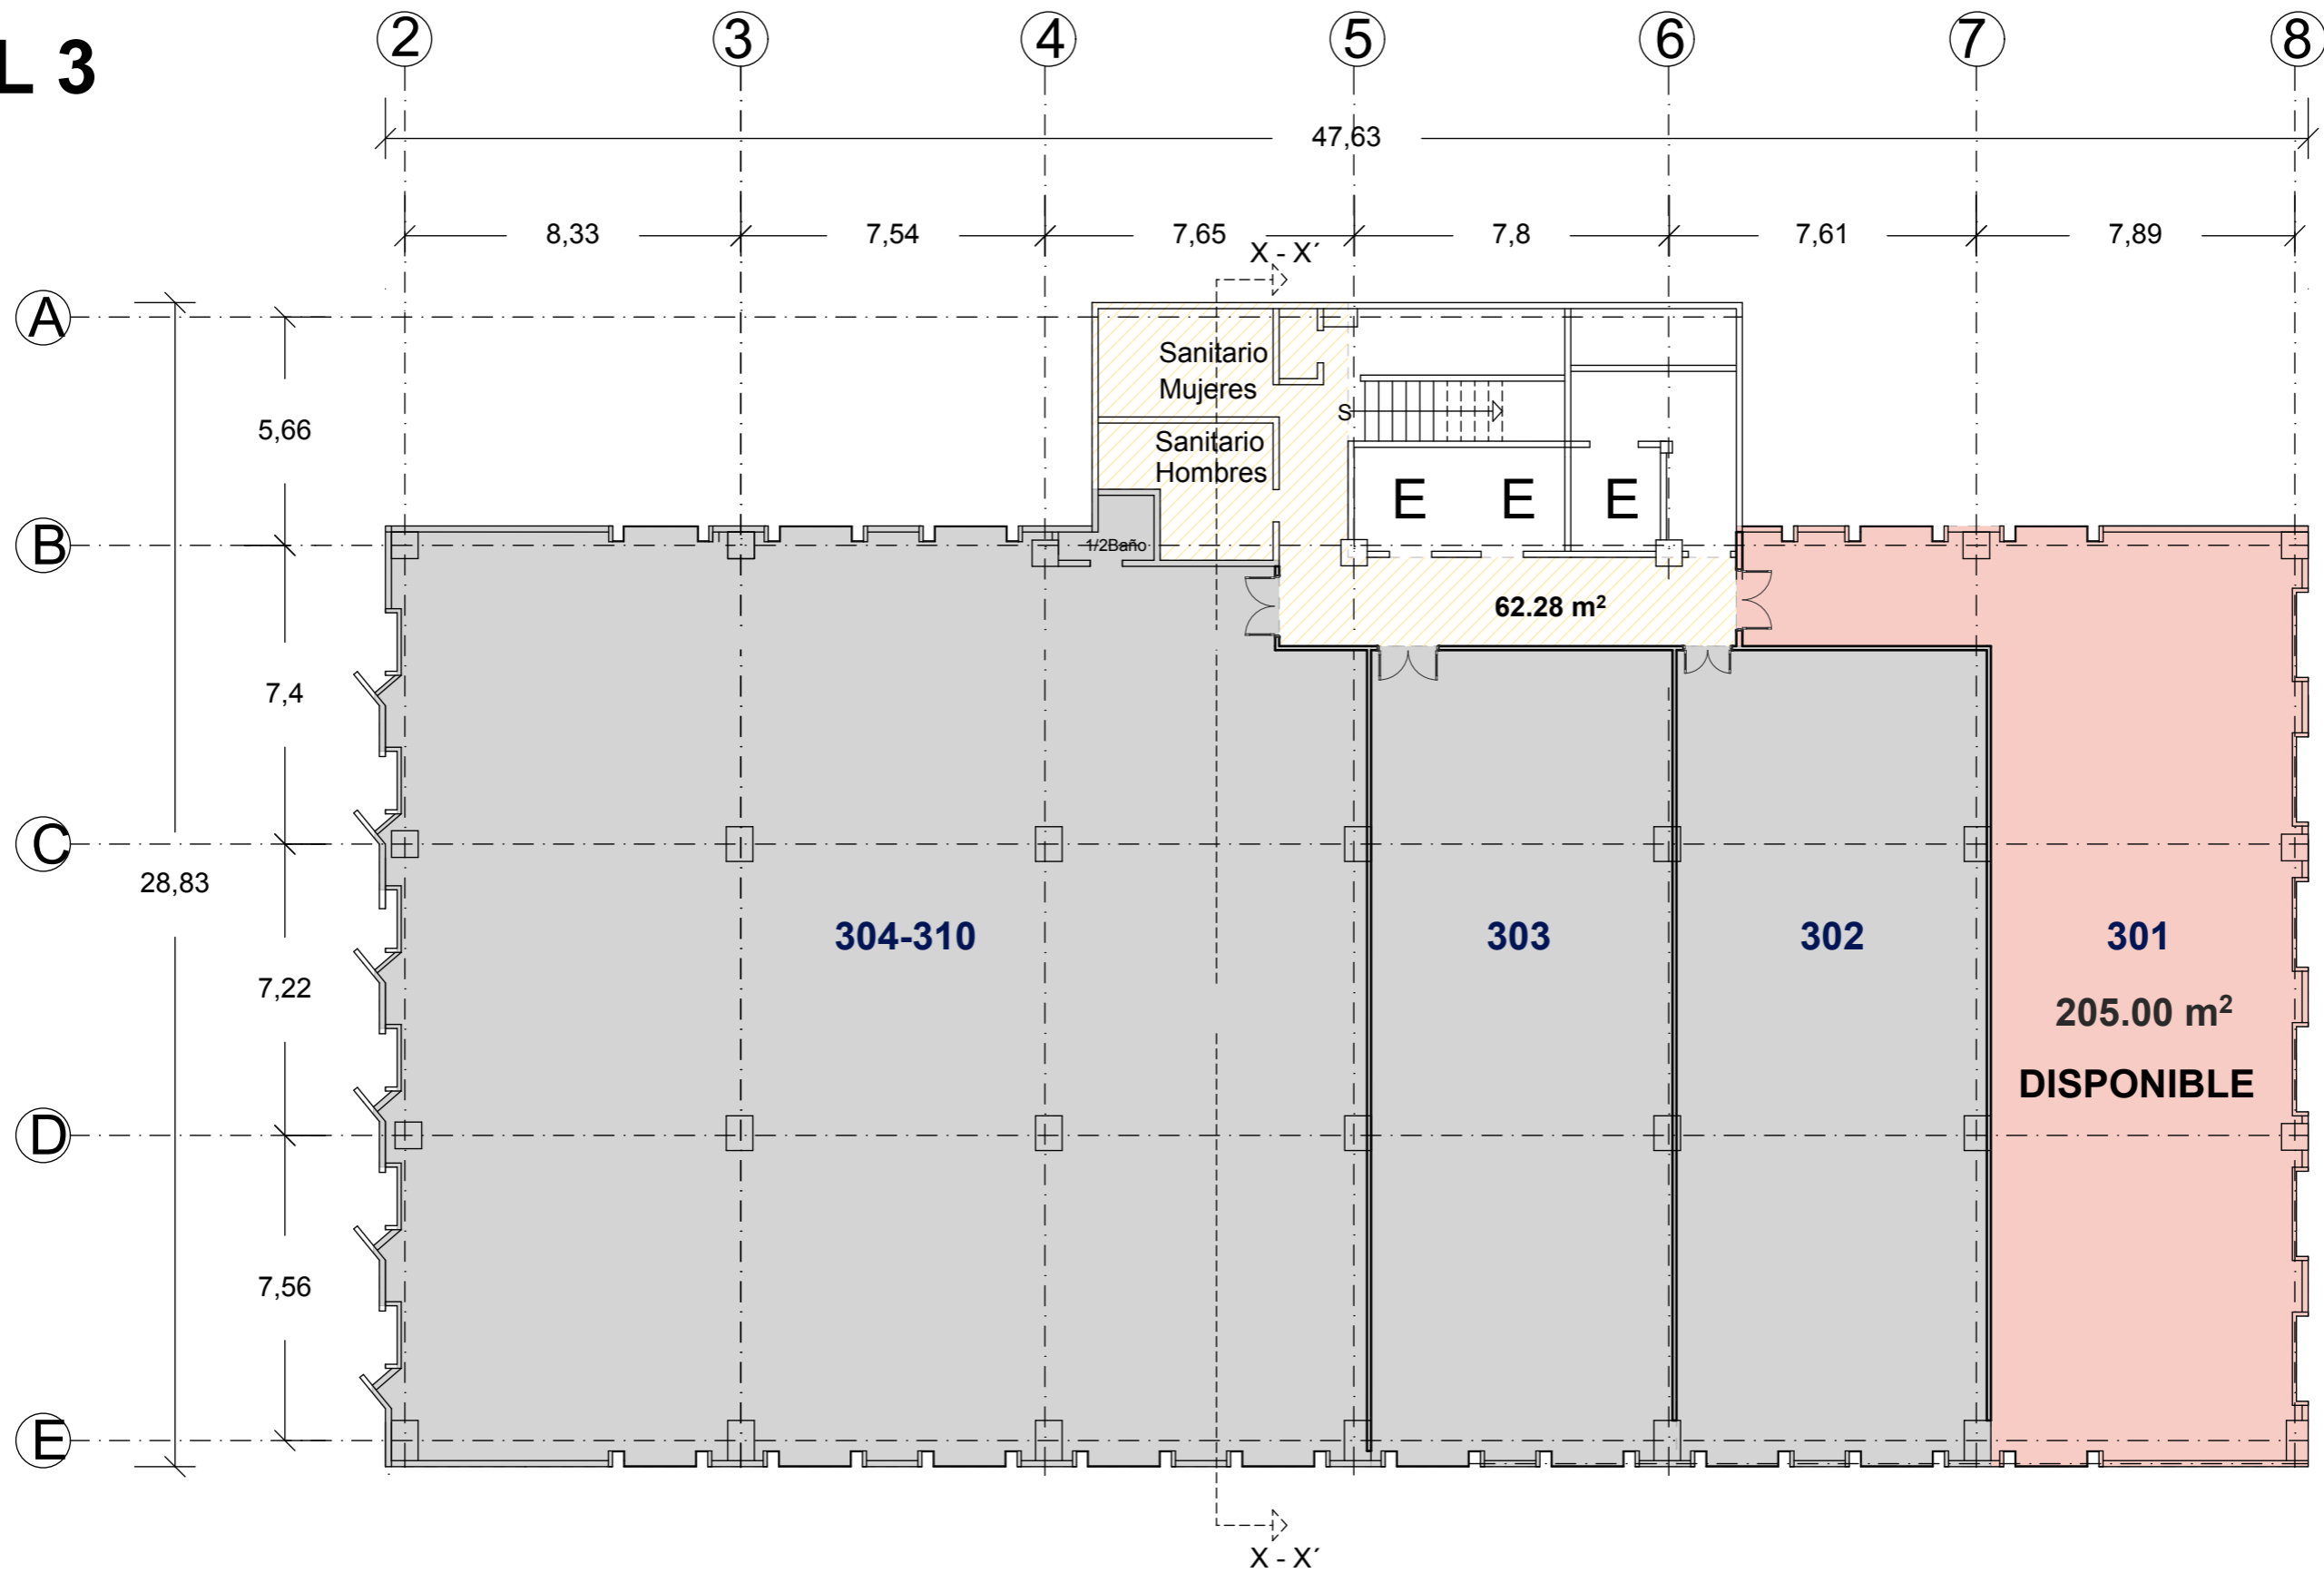 L 3
2 3 4 5 6 7 8
47,63
8,33 7,54 7,65 7,8 7,61 7,89
X - X´
A
Sanitario
Mujeres
5,66
S
Sanitario
Hombres
E E E
B
1/2Baño
62.28 m²
7,4
C
28,83
304-310 303 302 301
7,22
205.00 m²
DISPONIBLE
D
7,56
E
X - X´